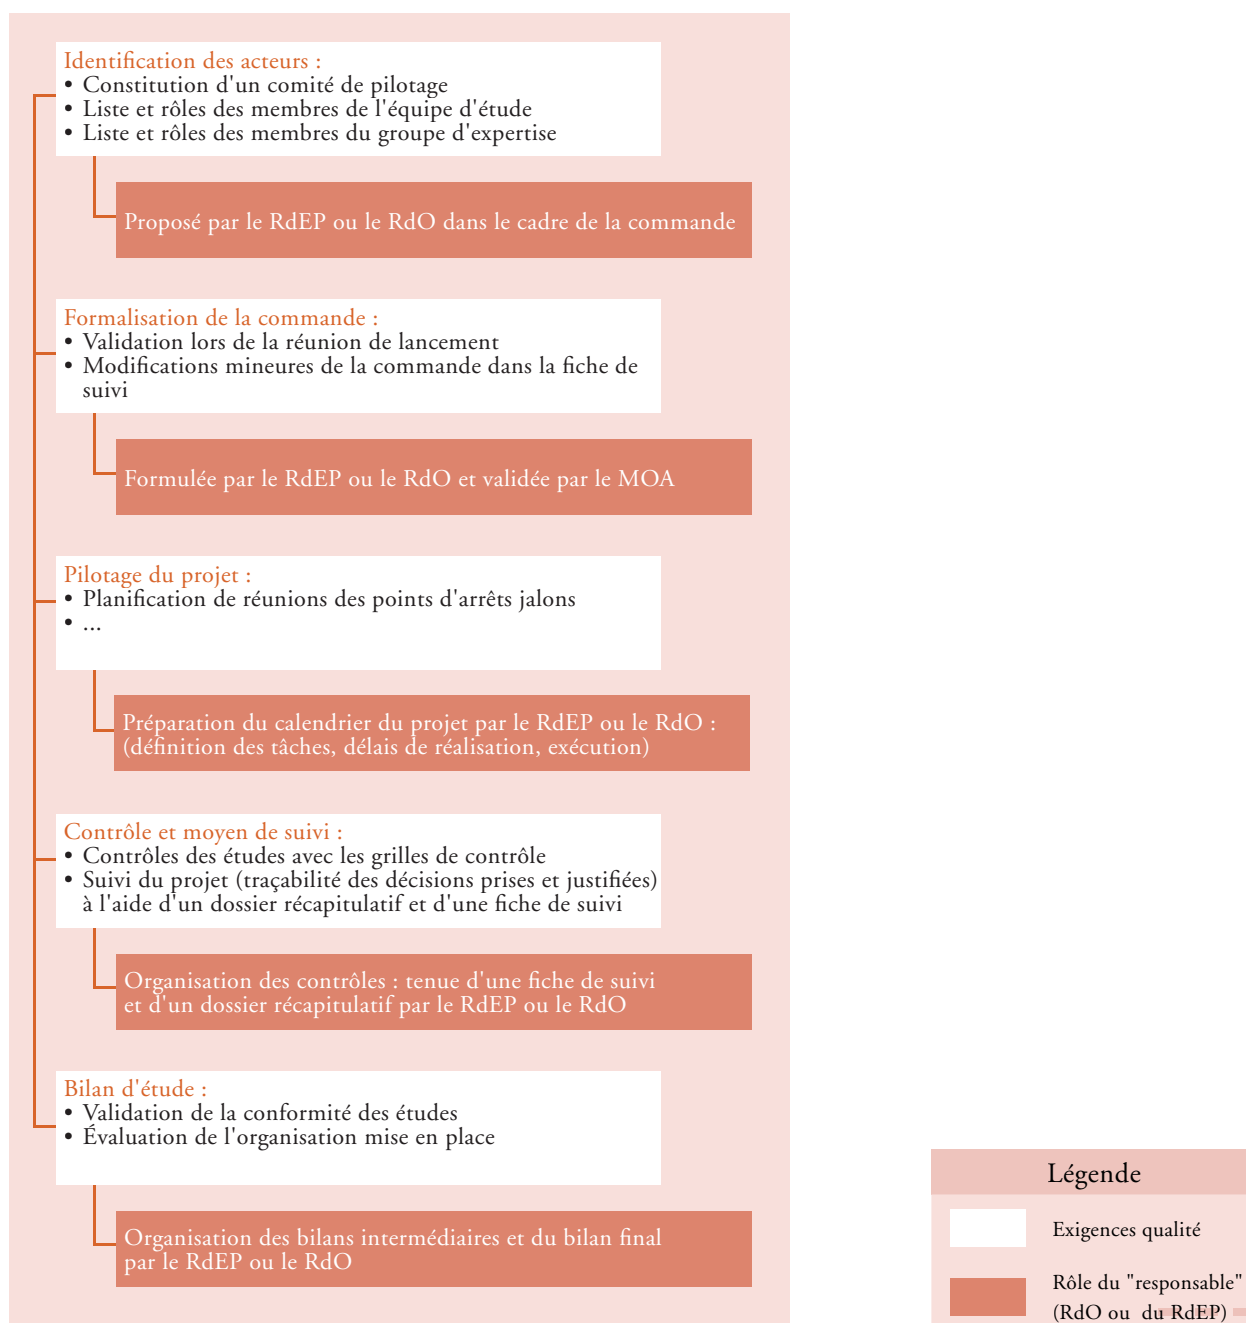 Identification des acteurs :
• Constitution d'un comité de pilotage
• Liste et rôles des membres de l'équipe d'étude
• Liste et rôles des membres du groupe d'expertise
Proposé par le RdEP ou le RdO dans le cadre de la commande
Formalisation de la commande :
• Validation lors de la réunion de lancement
• Modifications mineures de la commande dans la fiche de
suivi
Formulée par le RdEP ou le RdO et validée par le MOA
Pilotage du projet :
• Planification de réunions des points d'arrêts jalons
• ...
Préparation du calendrier du projet par le RdEP ou le RdO :
(définition des tâches, délais de réalisation, exécution)
Contrôle et moyen de suivi :
• Contrôles des études avec les grilles de contrôle
• Suivi du projet (traçabilité des décisions prises et justifiées)
à l'aide d'un dossier récapitulatif et d'une fiche de suivi
Organisation des contrôles : tenue d'une fiche de suivi
et d'un dossier récapitulatif par le RdEP ou le RdO
Bilan d'étude :
• Validation de la conformité des études
• Évaluation de l'organisation mise en place
Organisation des bilans intermédiaires et du bilan final
par le RdEP ou le RdO
Légende
Exigences qualité
Rôle du "responsable"
(RdO ou du RdEP)